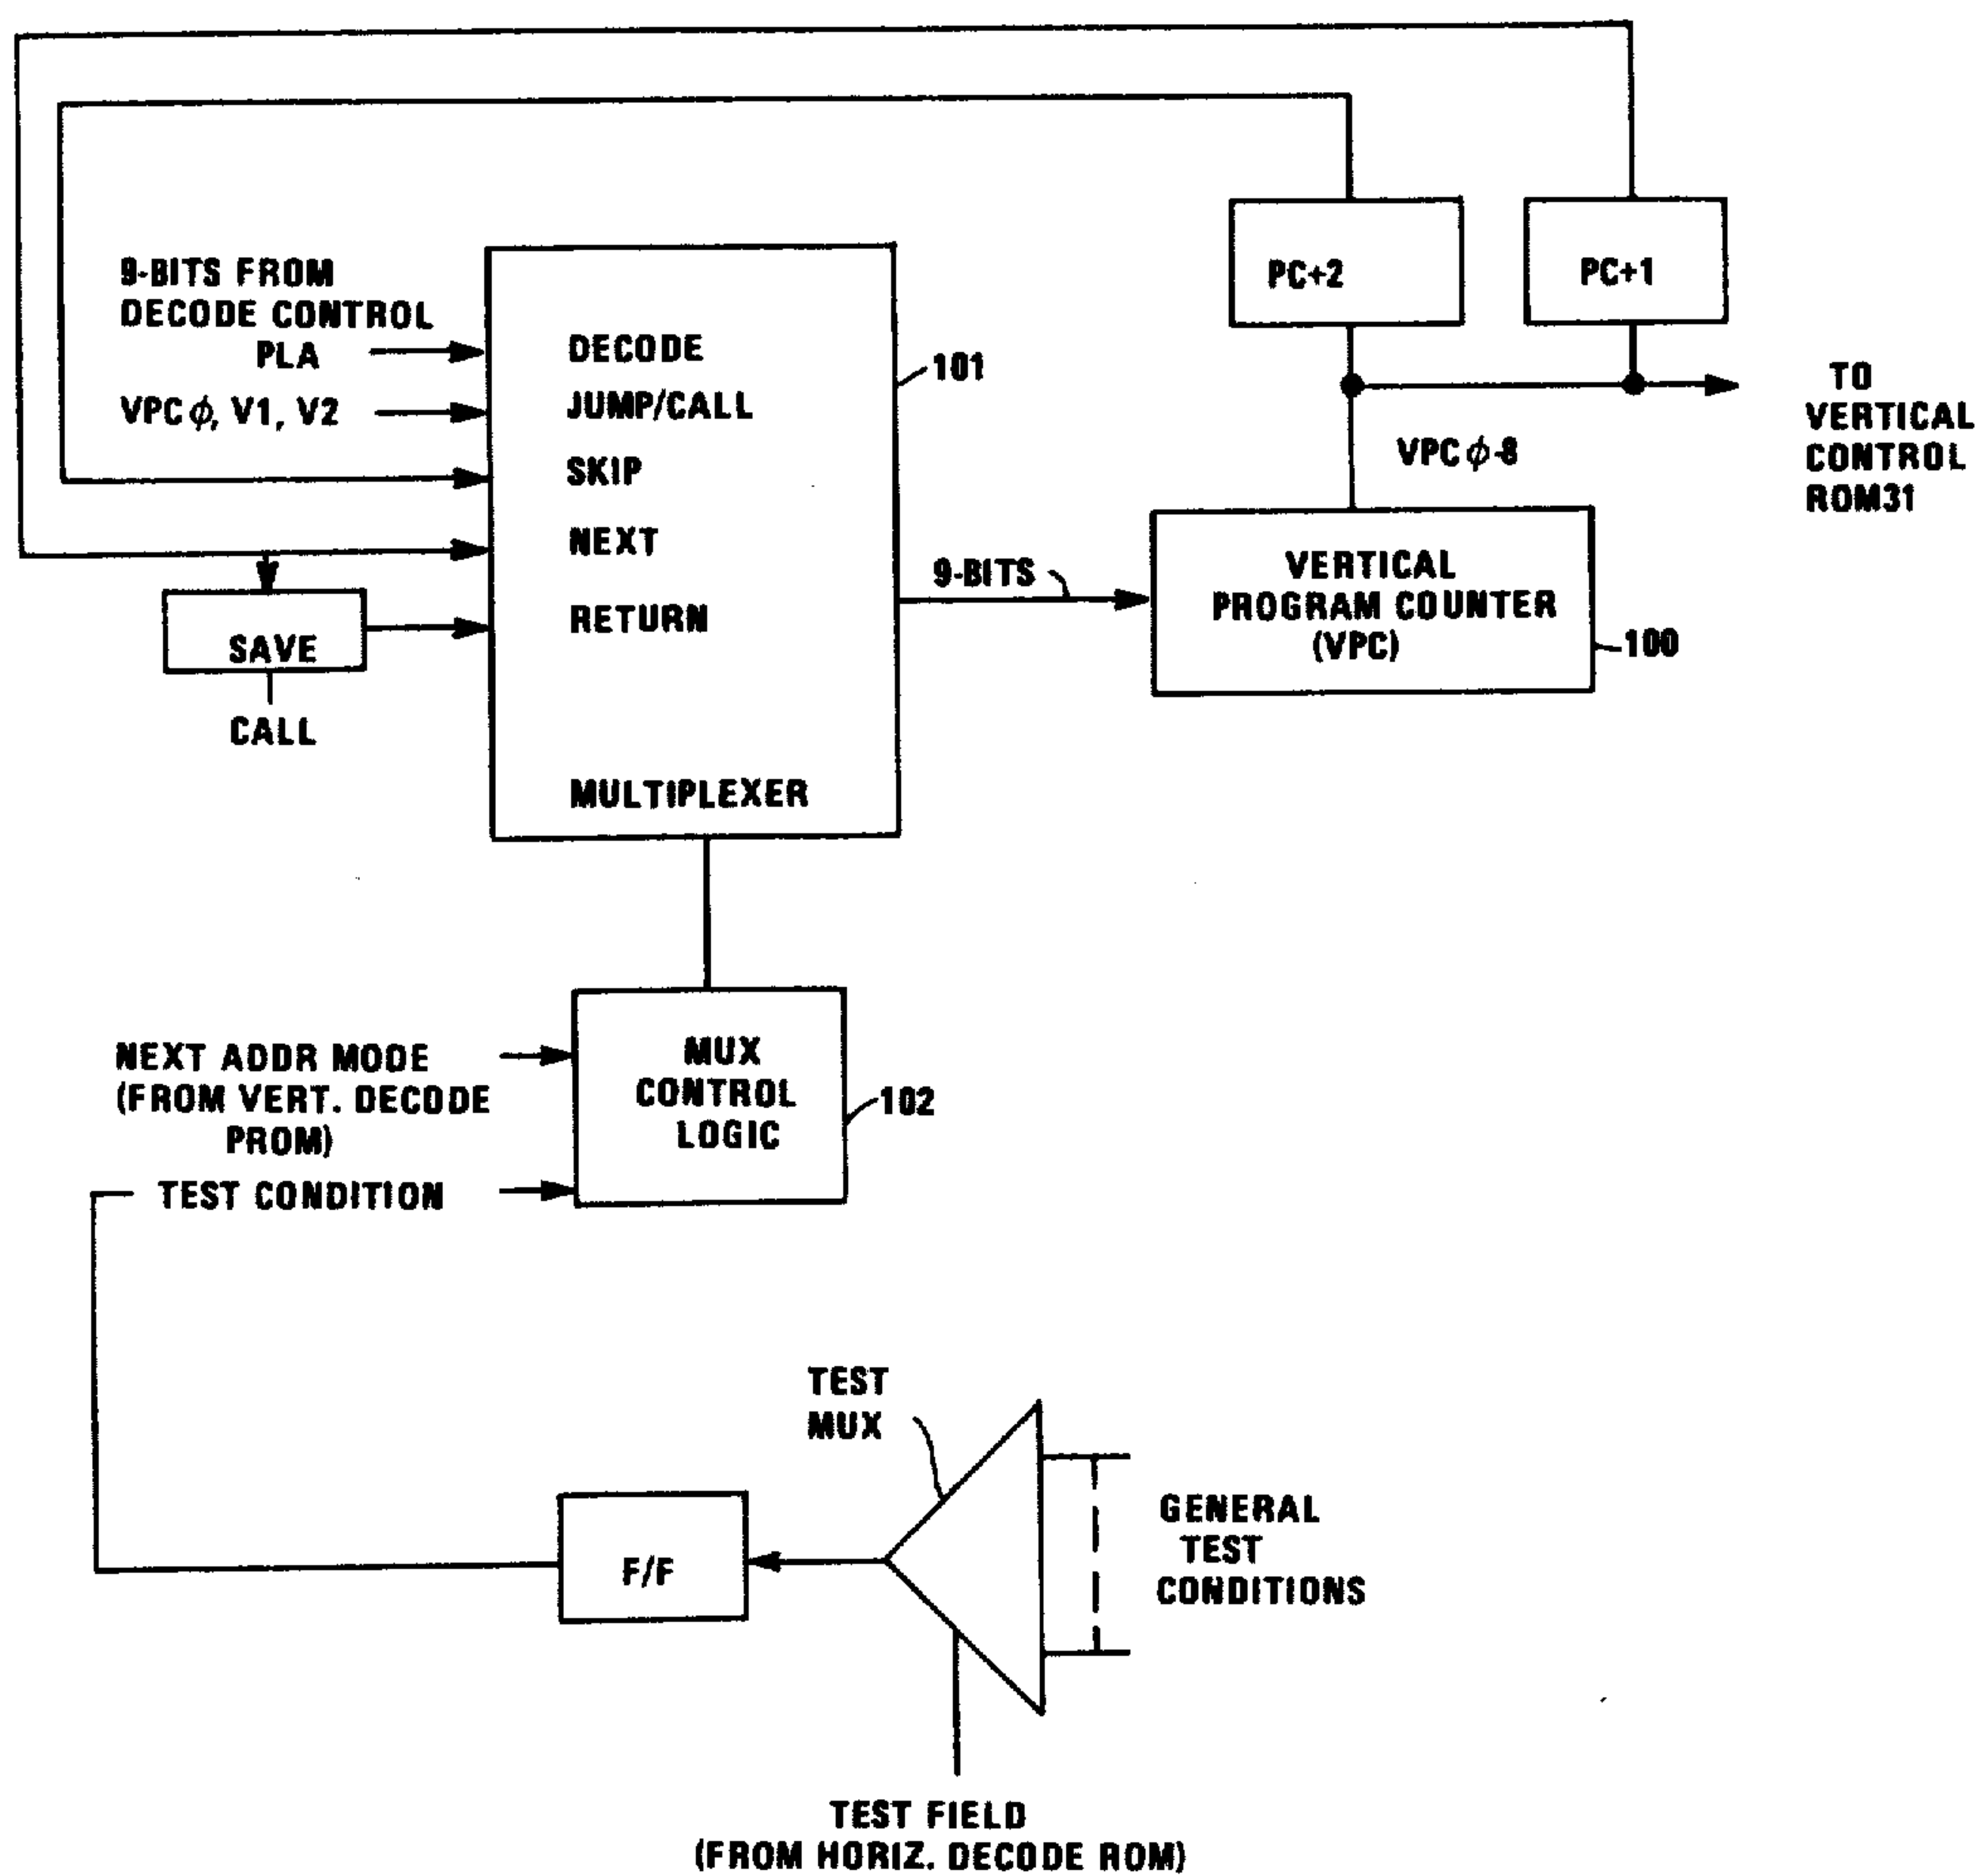 PC+2
PC+1
9-BITS FROM
DECODE CONTROL
PLA
VPCϕ, V1, V2
DECODE
JUMP/CALL
SKIP
NEXT
RETURN
MULTIPLEXER
101
TO
VERTICAL
CONTROL
ROM31
VPCϕ-8
9-BITS
VERTICAL
PROGRAM COUNTER
(VPC)
100
SAVE
CALL
NEXT ADDR MODE
(FROM VERT. DECODE
PROM)
TEST CONDITION
MUX
CONTROL
LOGIC
102
TEST
MUX
F/F
GENERAL
TEST
CONDITIONS
TEST FIELD
(FROM HORIZ. DECODE ROM)